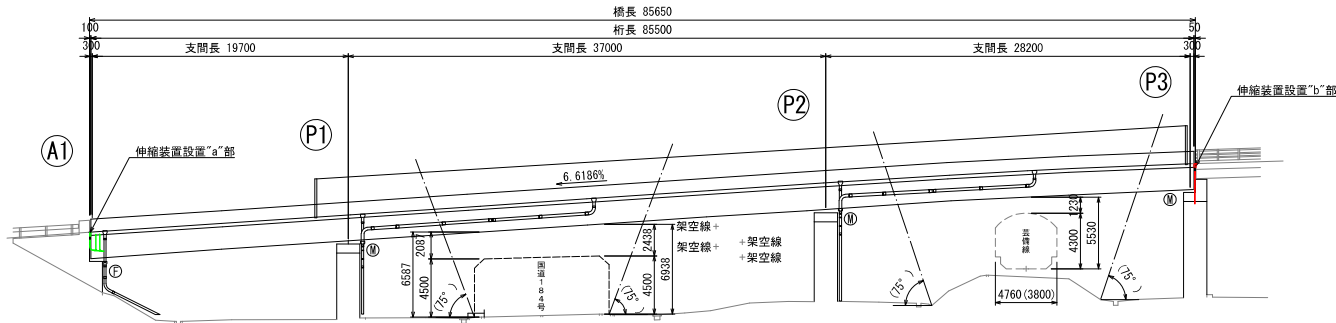 橋長 85650
100
桁長 85500
50
300
支間長 19700
支間長 37000
支間長 28200
300
A1
P1
P2
P3
伸縮装置設置"a"部
伸縮装置設置"b"部
6.6186%
F
M
M
M
架空線
架空線
架空線
架空線
6587
2087
4500
(75°)
国道184号
(75°)
2438
4500
6938
(75°)
芸備線
4760(3800)
1230
4300
5530
(75°)